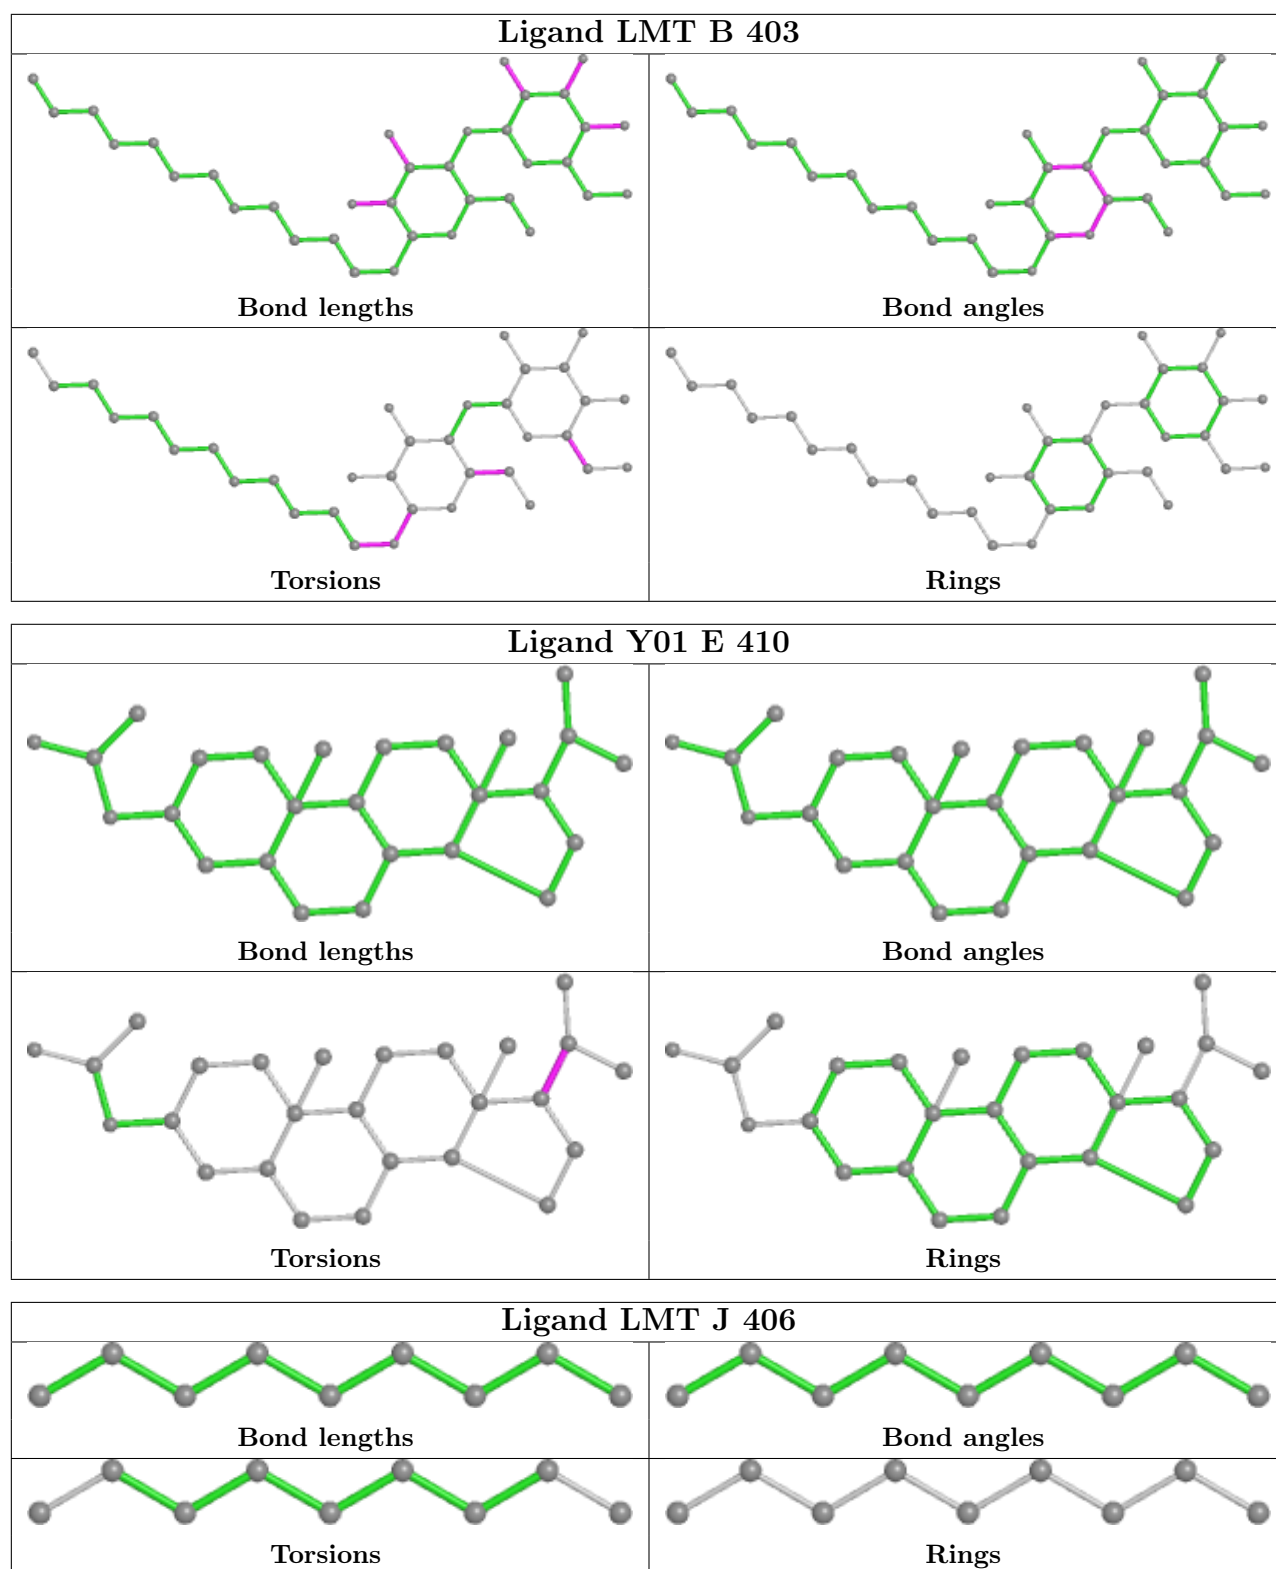 Ligand LMT B 403
Bond lengths
Bond angles
Torsions
Rings
Ligand Y01 E 410
Bond lengths
Bond angles
Torsions
Rings
Ligand LMT J 406
Bond lengths
Bond angles
Torsions
Rings